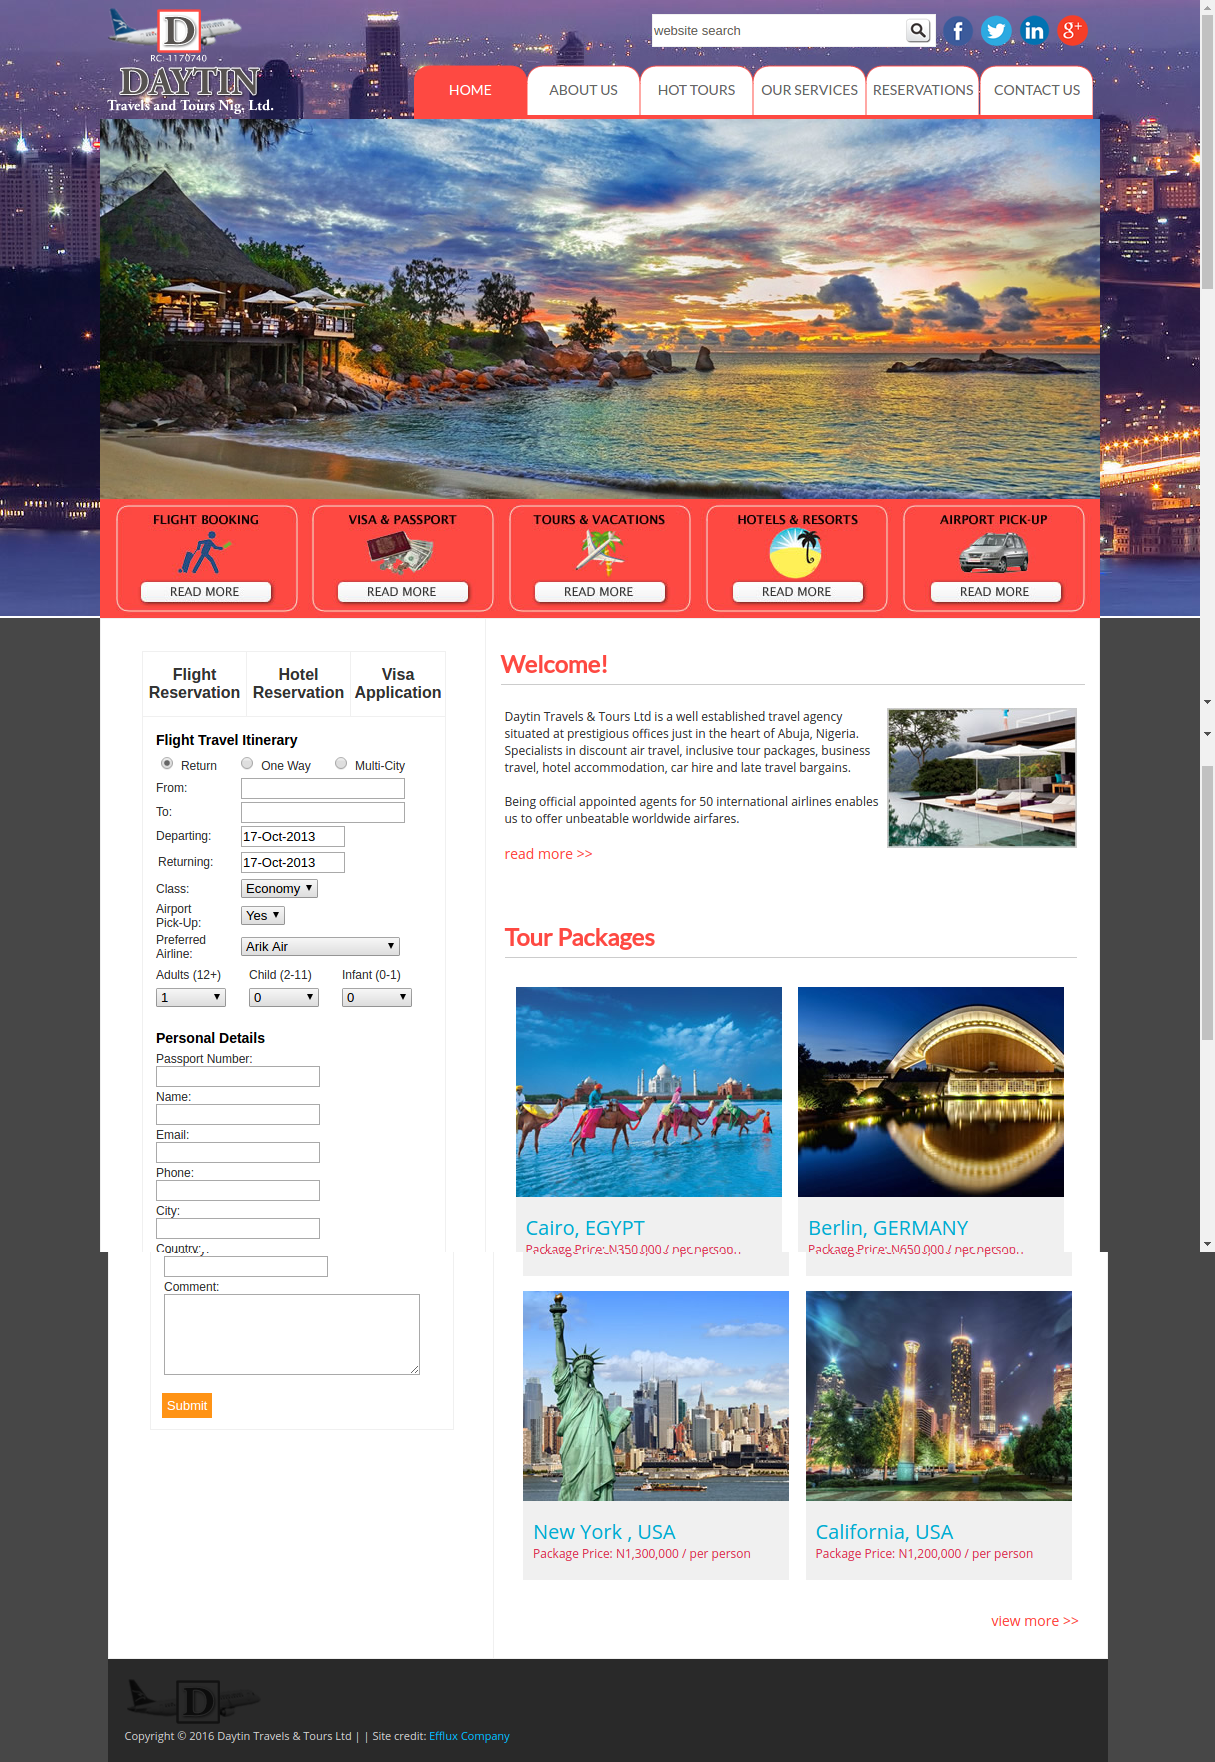 D
RC: 1170740
DAYTIN
Travels and Tours Nig. Ltd.
website search
HOME
ABOUT US
HOT TOURS
OUR SERVICES
RESERVATIONS
CONTACT US
FLIGHT BOOKING
READ MORE
VISA & PASSPORT
READ MORE
TOURS & VACATIONS
READ MORE
HOTELS & RESORTS
READ MORE
AIRPORT PICK-UP
READ MORE
Flight
Reservation
Hotel
Reservation
Visa
Application
Flight Travel Itinerary
Return One Way Multi-City
From:
To:
Departing: 17-Oct-2013
Returning: 17-Oct-2013
Class: Economy
Airport
Pick-Up: Yes
Preferred
Airline: Arik Air
Adults (12+) Child (2-11) Infant (0-1)
1 0 0
Personal Details
Passport Number:
Name:
Email:
Phone:
City:
Country:
Comment:
Submit
Welcome!
Daytin Travels & Tours Ltd is a well established travel agency
situated at prestigious offices just in the heart of Abuja, Nigeria.
Specialists in discount air travel, inclusive tour packages, business
travel, hotel accommodation, car hire and late travel bargains.
Being official appointed agents for 50 international airlines enables
us to offer unbeatable worldwide airfares.
read more >>
Tour Packages
Cairo, EGYPT
Package Price: N350,000 / per person
Berlin, GERMANY
Package Price: N650,000 / per person
New York , USA
Package Price: N1,300,000 / per person
California, USA
Package Price: N1,200,000 / per person
view more >>
D
Copyright © 2016 Daytin Travels & Tours Ltd | | Site credit: Efflux Company